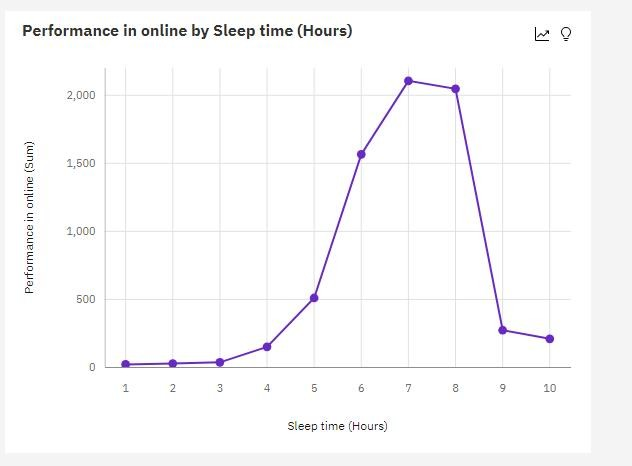 Performance in online by Sleep time (Hours)
Performance in online (Sum)
2,000
1,500
1,000
500
0
1 2 3 4 5 6 7 8 9 10
Sleep time (Hours)